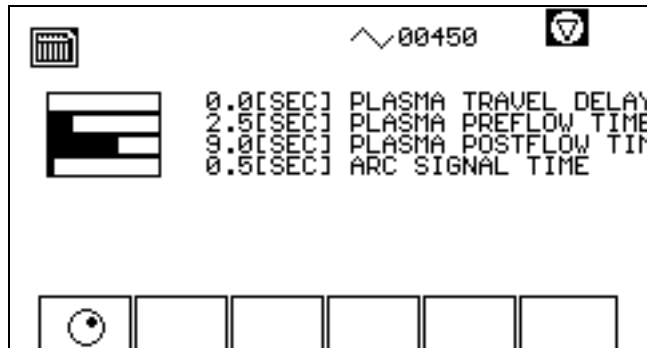 00450
0.0[SEC] PLASMA TRAVEL DELAY
2.5[SEC] PLASMA PREFLOW TIME
9.0[SEC] PLASMA POSTFLOW TIM
0.5[SEC] ARC SIGNAL TIME